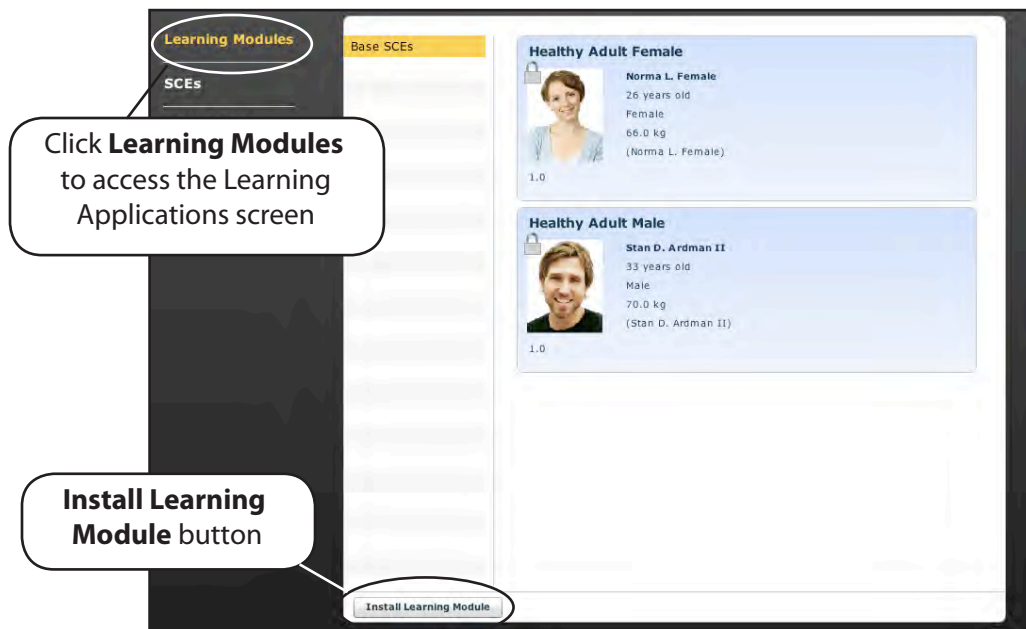 Learning Modules
SCEs
Click Learning Modules
to access the Learning
Applications screen
Base SCEs
Healthy Adult Female
Norma L. Female
26 years old
Female
66.0 kg
(Norma L. Female)
1.0
Healthy Adult Male
Stan D. Ardman II
33 years old
Male
70.0 kg
(Stan D. Ardman II)
1.0
Install Learning
Module button
Install Learning Module